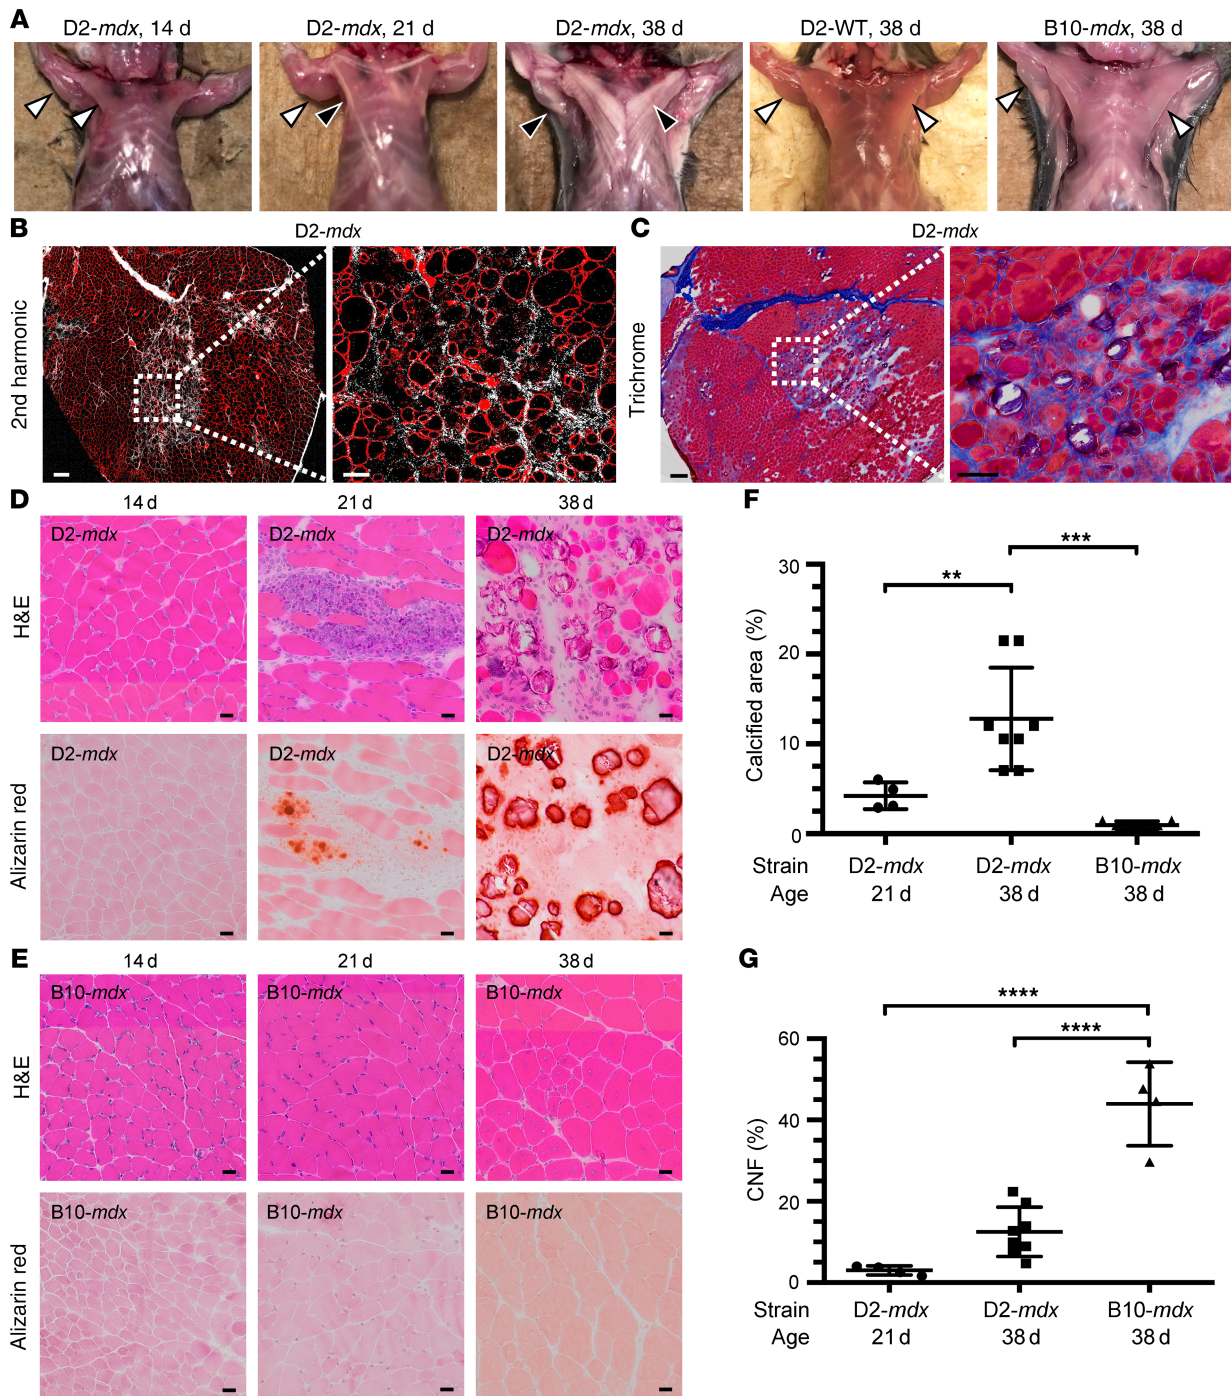 A
D2-mdx, 14 d
D2-mdx, 21 d
D2-mdx, 38 d
D2-WT, 38 d
B10-mdx, 38 d
B
D2-mdx
2nd harmonic
C
D2-mdx
Trichrome
D
14 d
21 d
38 d
H&E
D2-mdx
D2-mdx
D2-mdx
Alizarin red
D2-mdx
D2-mdx
D2-mdx
E
14 d
21 d
38 d
H&E
B10-mdx
B10-mdx
B10-mdx
Alizarin red
B10-mdx
B10-mdx
B10-mdx
F
***
**
Calcified area (%)
30
20
10
0
Strain
D2-mdx
D2-mdx
B10-mdx
Age
21 d
38 d
38 d
G
****
****
CNF (%)
60
40
20
0
Strain
D2-mdx
D2-mdx
B10-mdx
Age
21 d
38 d
38 d